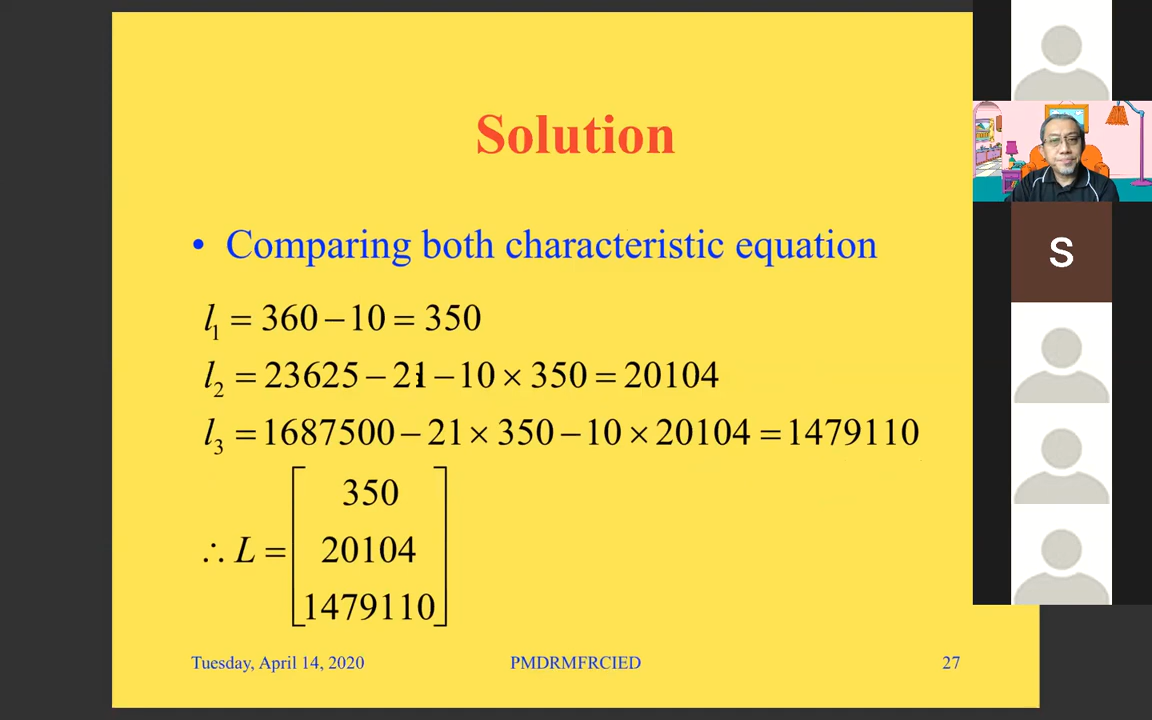 Solution
• Comparing both characteristic equation
l₁ = 360 − 10 = 350
l₂ = 23625 − 21 − 10 × 350 = 20104
l₃ = 1687500 − 21 × 350 − 10 × 20104 = 1479110
350
∴ L = 20104
1479110
Tuesday, April 14, 2020 PMDRMFRCIED 27
S